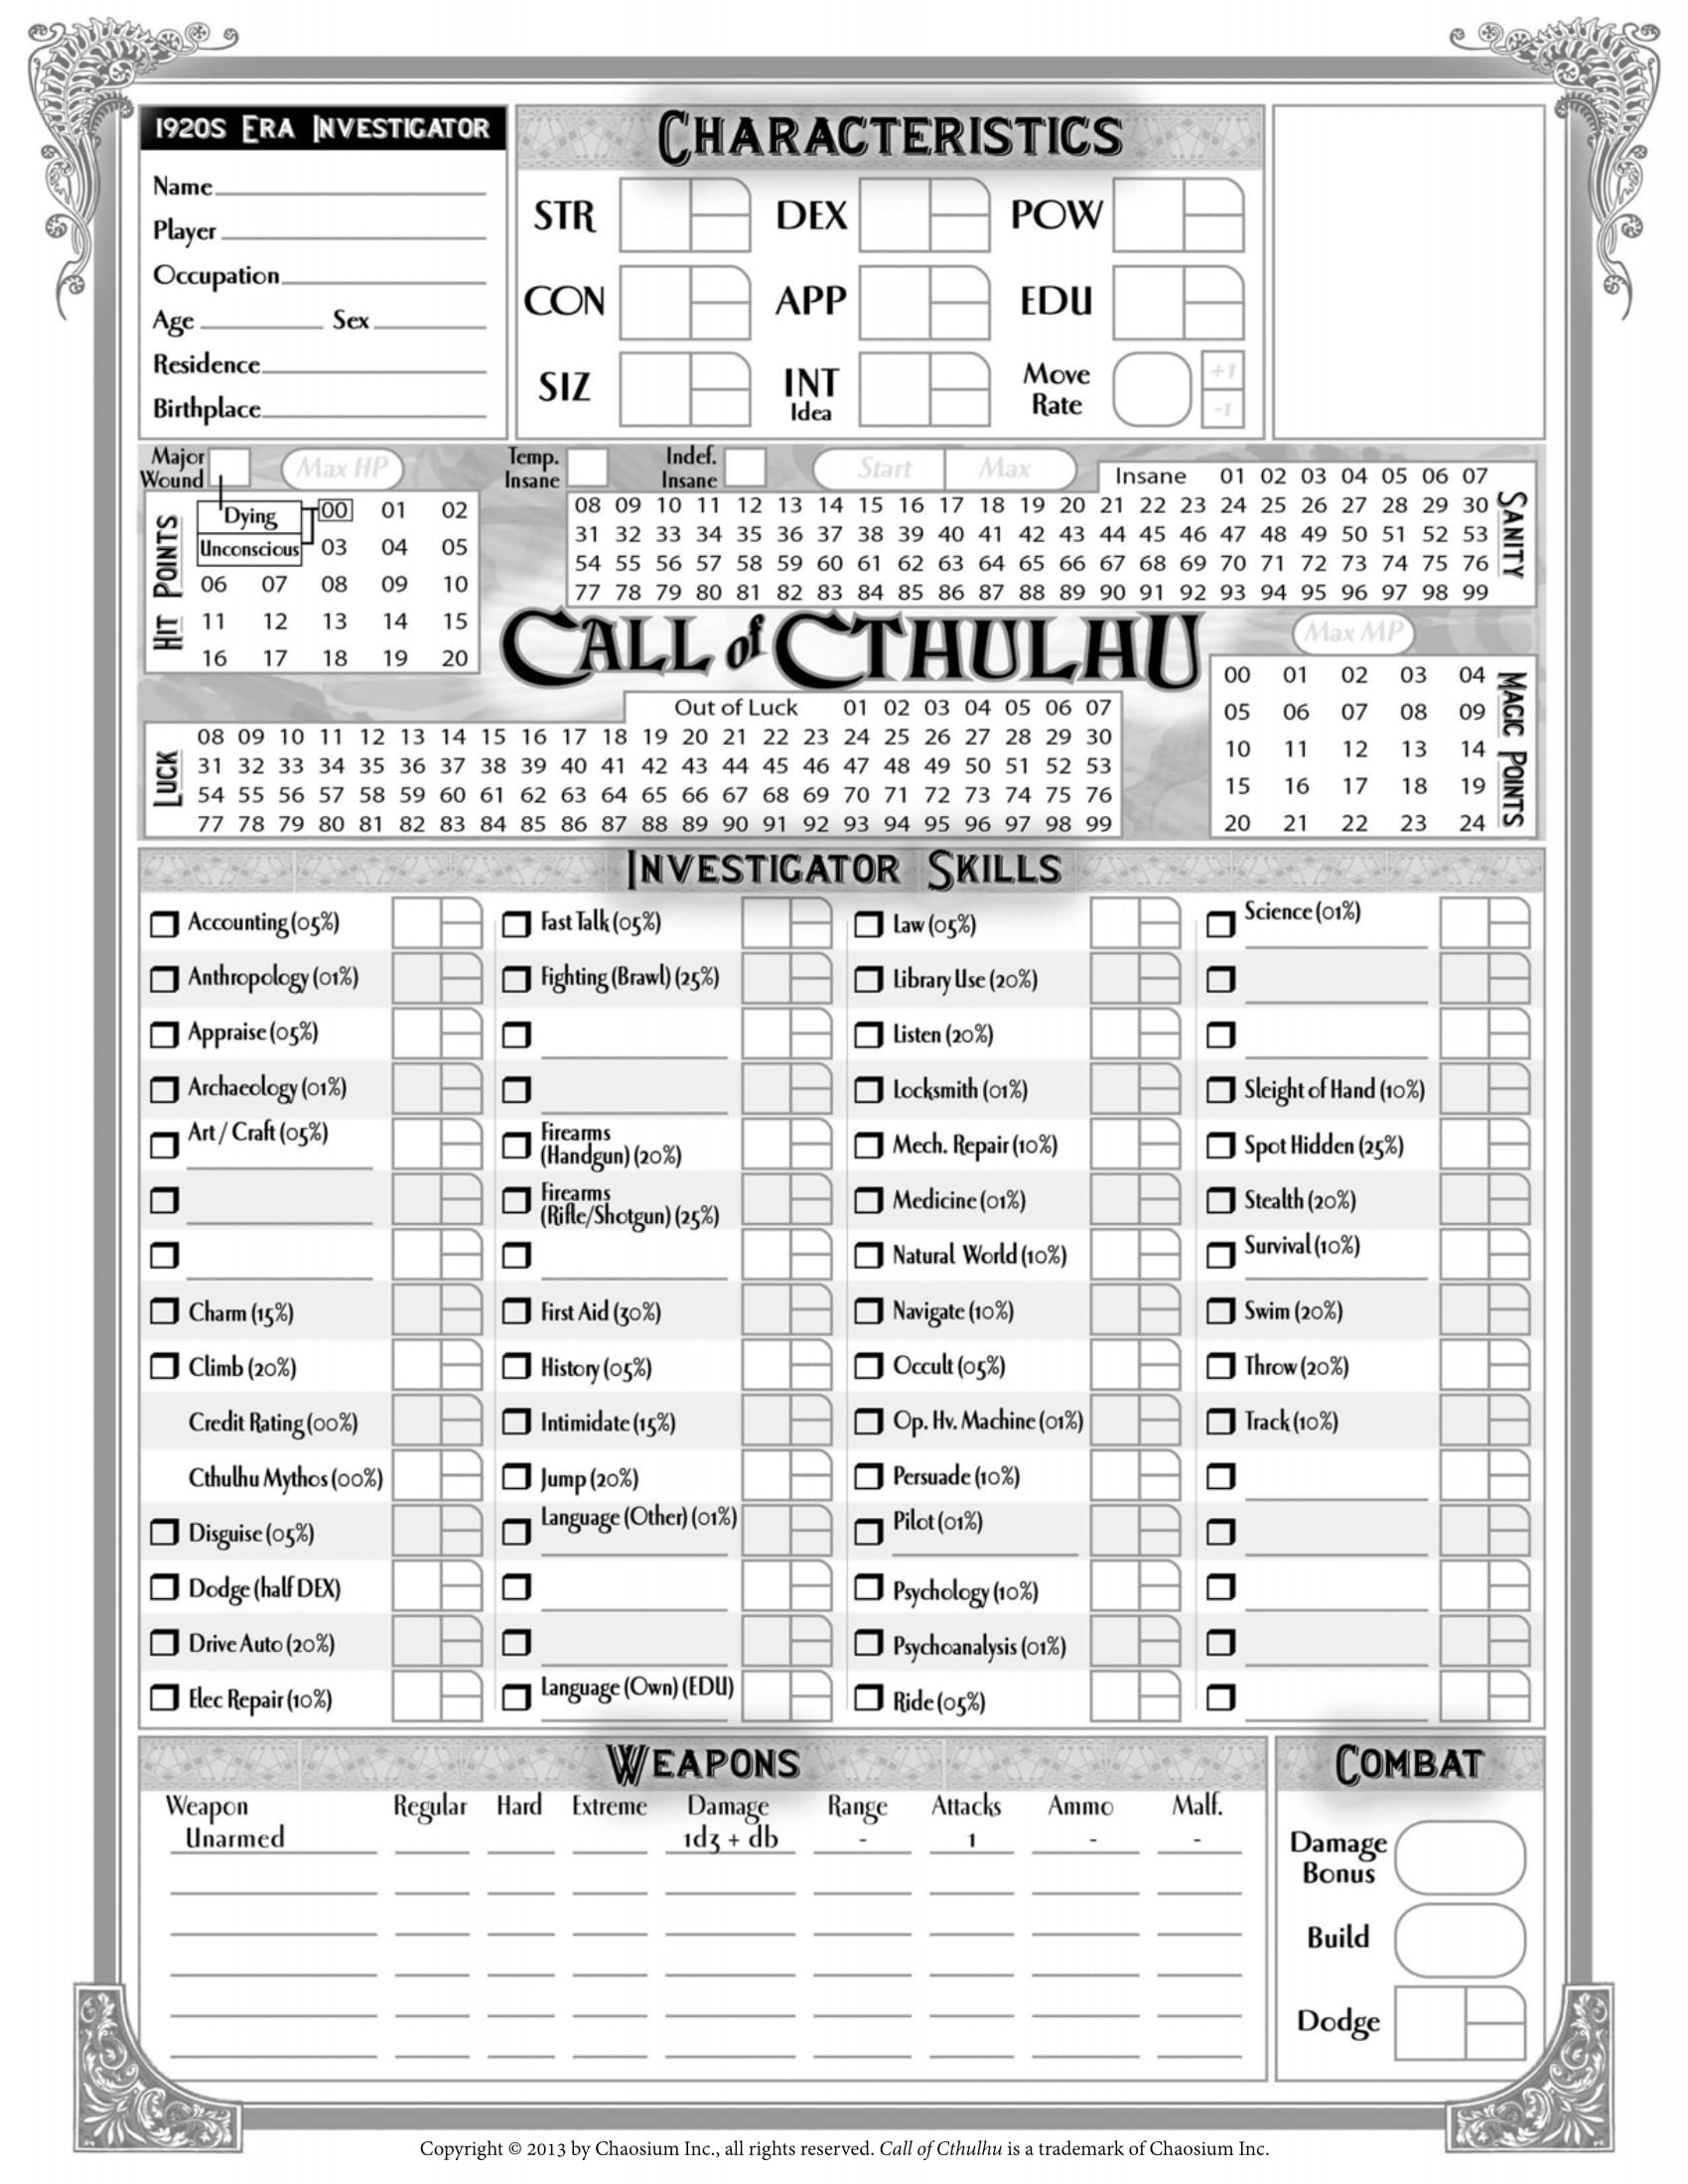 1920s Era Investigator
Name
Player
Occupation
Age Sex
Residence
Birthplace
Characteristics
STR DEX POW
CON APP EDU
SIZ INT Idea Move Rate +1 -1
Major Wound Max HP
Hit Points
Dying 00 01 02
Unconscious 03 04 05
06 07 08 09 10
11 12 13 14 15
16 17 18 19 20
Temp. Insane Indef. Insane Start Max
Sanity
Insane 01 02 03 04 05 06 07
08 09 10 11 12 13 14 15 16 17 18 19 20 21 22 23 24 25 26 27 28 29 30
31 32 33 34 35 36 37 38 39 40 41 42 43 44 45 46 47 48 49 50 51 52 53
54 55 56 57 58 59 60 61 62 63 64 65 66 67 68 69 70 71 72 73 74 75 76
77 78 79 80 81 82 83 84 85 86 87 88 89 90 91 92 93 94 95 96 97 98 99
Call of Cthulhu
Luck
Out of Luck 01 02 03 04 05 06 07
08 09 10 11 12 13 14 15 16 17 18 19 20 21 22 23 24 25 26 27 28 29 30
31 32 33 34 35 36 37 38 39 40 41 42 43 44 45 46 47 48 49 50 51 52 53
54 55 56 57 58 59 60 61 62 63 64 65 66 67 68 69 70 71 72 73 74 75 76
77 78 79 80 81 82 83 84 85 86 87 88 89 90 91 92 93 94 95 96 97 98 99
Max MP
Magic Points
00 01 02 03 04
05 06 07 08 09
10 11 12 13 14
15 16 17 18 19
20 21 22 23 24
Investigator Skills
Accounting (05%)
Anthropology (01%)
Appraise (05%)
Archaeology (01%)
Art / Craft (05%)
Charm (15%)
Climb (20%)
Credit Rating (00%)
Cthulhu Mythos (00%)
Disguise (05%)
Dodge (half DEX)
Drive Auto (20%)
Elec Repair (10%)
Fast Talk (05%)
Fighting (Brawl) (25%)
Firearms
(Handgun) (20%)
Firearms
(Rifle/Shotgun) (25%)
First Aid (30%)
History (05%)
Intimidate (15%)
Jump (20%)
Language (Other) (01%)
Language (Own) (EDU)
Law (05%)
Library Use (20%)
Listen (20%)
Locksmith (01%)
Mech. Repair (10%)
Medicine (01%)
Natural World (10%)
Navigate (10%)
Occult (05%)
Op. Hv. Machine (01%)
Persuade (10%)
Pilot (01%)
Psychology (10%)
Psychoanalysis (01%)
Ride (05%)
Science (01%)
Sleight of Hand (10%)
Spot Hidden (25%)
Stealth (20%)
Survival (10%)
Swim (20%)
Throw (20%)
Track (10%)
Weapons
Weapon Regular Hard Extreme Damage Range Attacks Ammo Malf.
Unarmed 1d3 + db - 1 - -
Combat
Damage
Bonus
Build
Dodge
Copyright © 2013 by Chaosium Inc., all rights reserved. Call of Cthulhu is a trademark of Chaosium Inc.